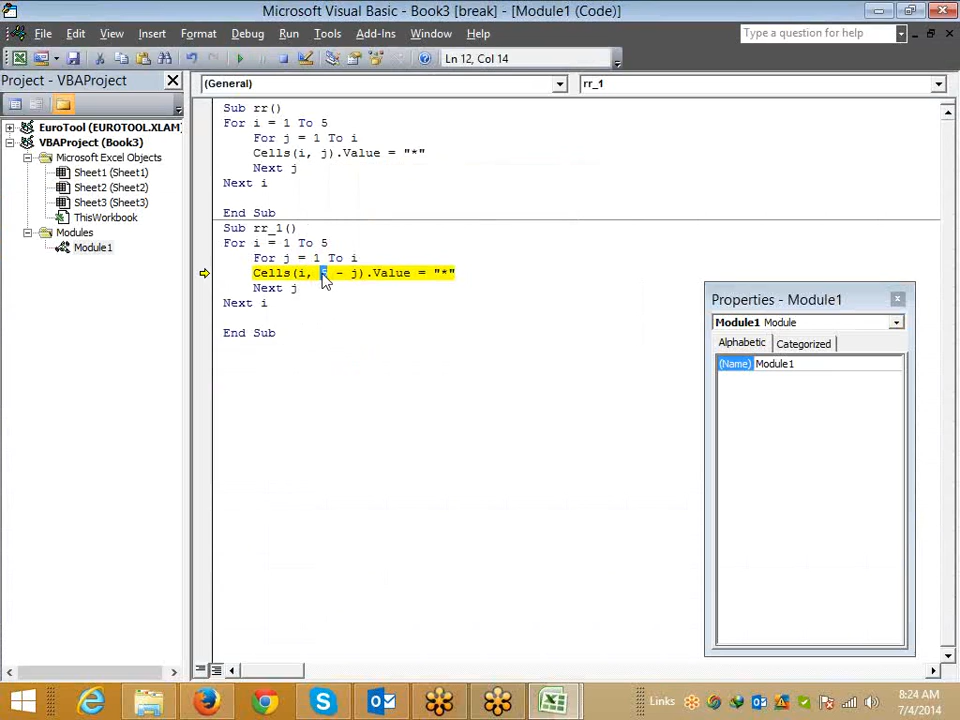 Microsoft Visual Basic - Book3 [break] - [Module1 (Code)]
File Edit View Insert Format Debug Run Tools Add-Ins Window Help
Type a question for help
Ln 12, Col 14
Project - VBAProject
(General)
rr_1
EuroTool (EUROTOOL.XLAM)
VBAProject (Book3)
Microsoft Excel Objects
Sheet1 (Sheet1)
Sheet2 (Sheet2)
Sheet3 (Sheet3)
ThisWorkbook
Modules
Module1
Sub rr()
For i = 1 To 5
For j = 1 To i
Cells(i, j).Value = "*"
Next j
Next i
End Sub
Sub rr_1()
For i = 1 To 5
For j = 1 To i
Cells(i, 5 - j).Value = "*"
Next j
Next i
End Sub
Properties - Module1
Module1 Module
Alphabetic Categorized
(Name) Module1
Links
8:24 AM
7/4/2014